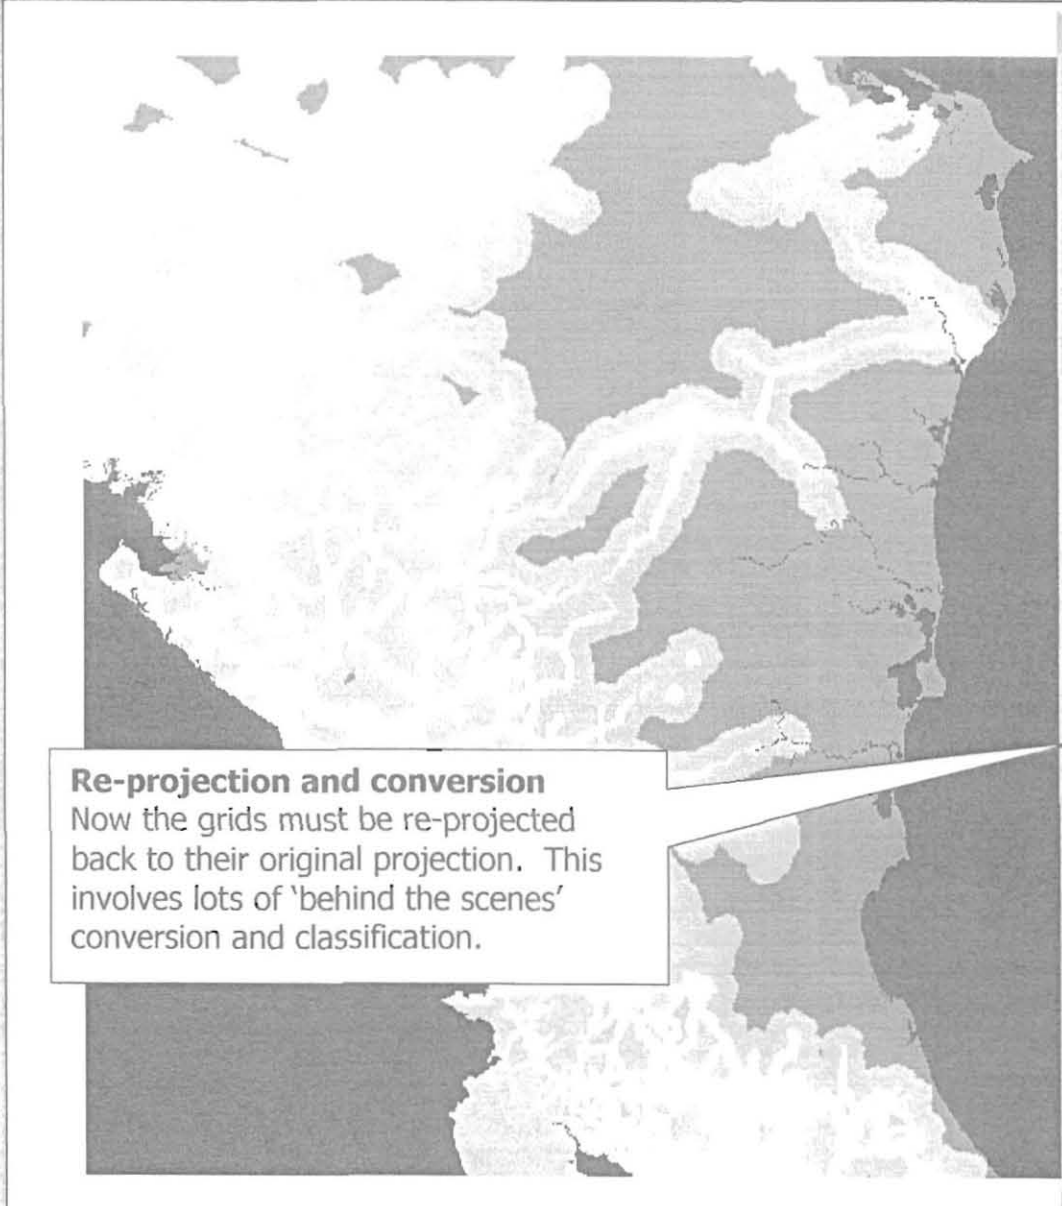 Re-projection and conversion
Now the grids must be re-projected
back to their original projection.  This
involves lots of ‘behind the scenes’
conversion and classification.